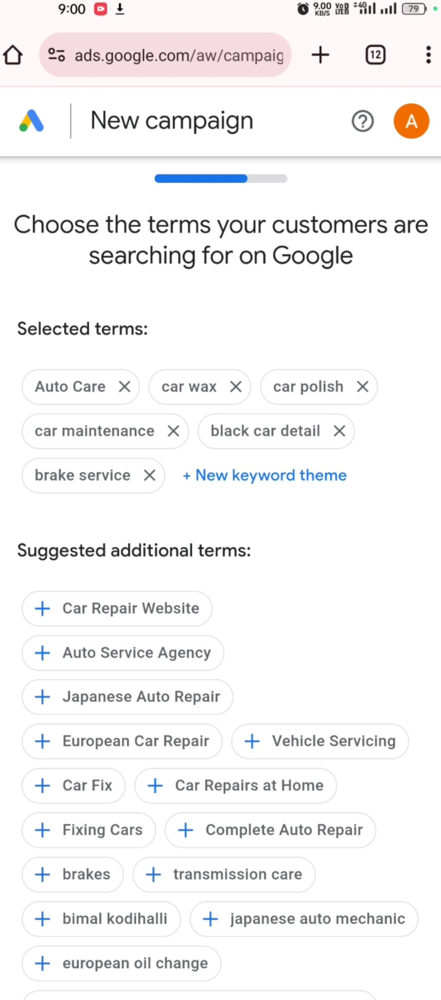 9:00 9.00 KB/S VoD LTE2 4G 79
ads.google.com/aw/campaig 12
New campaign A
Choose the terms your customers are
searching for on Google
Selected terms:
Auto Care car wax car polish
car maintenance black car detail
brake service + New keyword theme
Suggested additional terms:
+ Car Repair Website
+ Auto Service Agency
+ Japanese Auto Repair
+ European Car Repair + Vehicle Servicing
+ Car Fix + Car Repairs at Home
+ Fixing Cars + Complete Auto Repair
+ brakes + transmission care
+ bimal kodihalli + japanese auto mechanic
+ european oil change